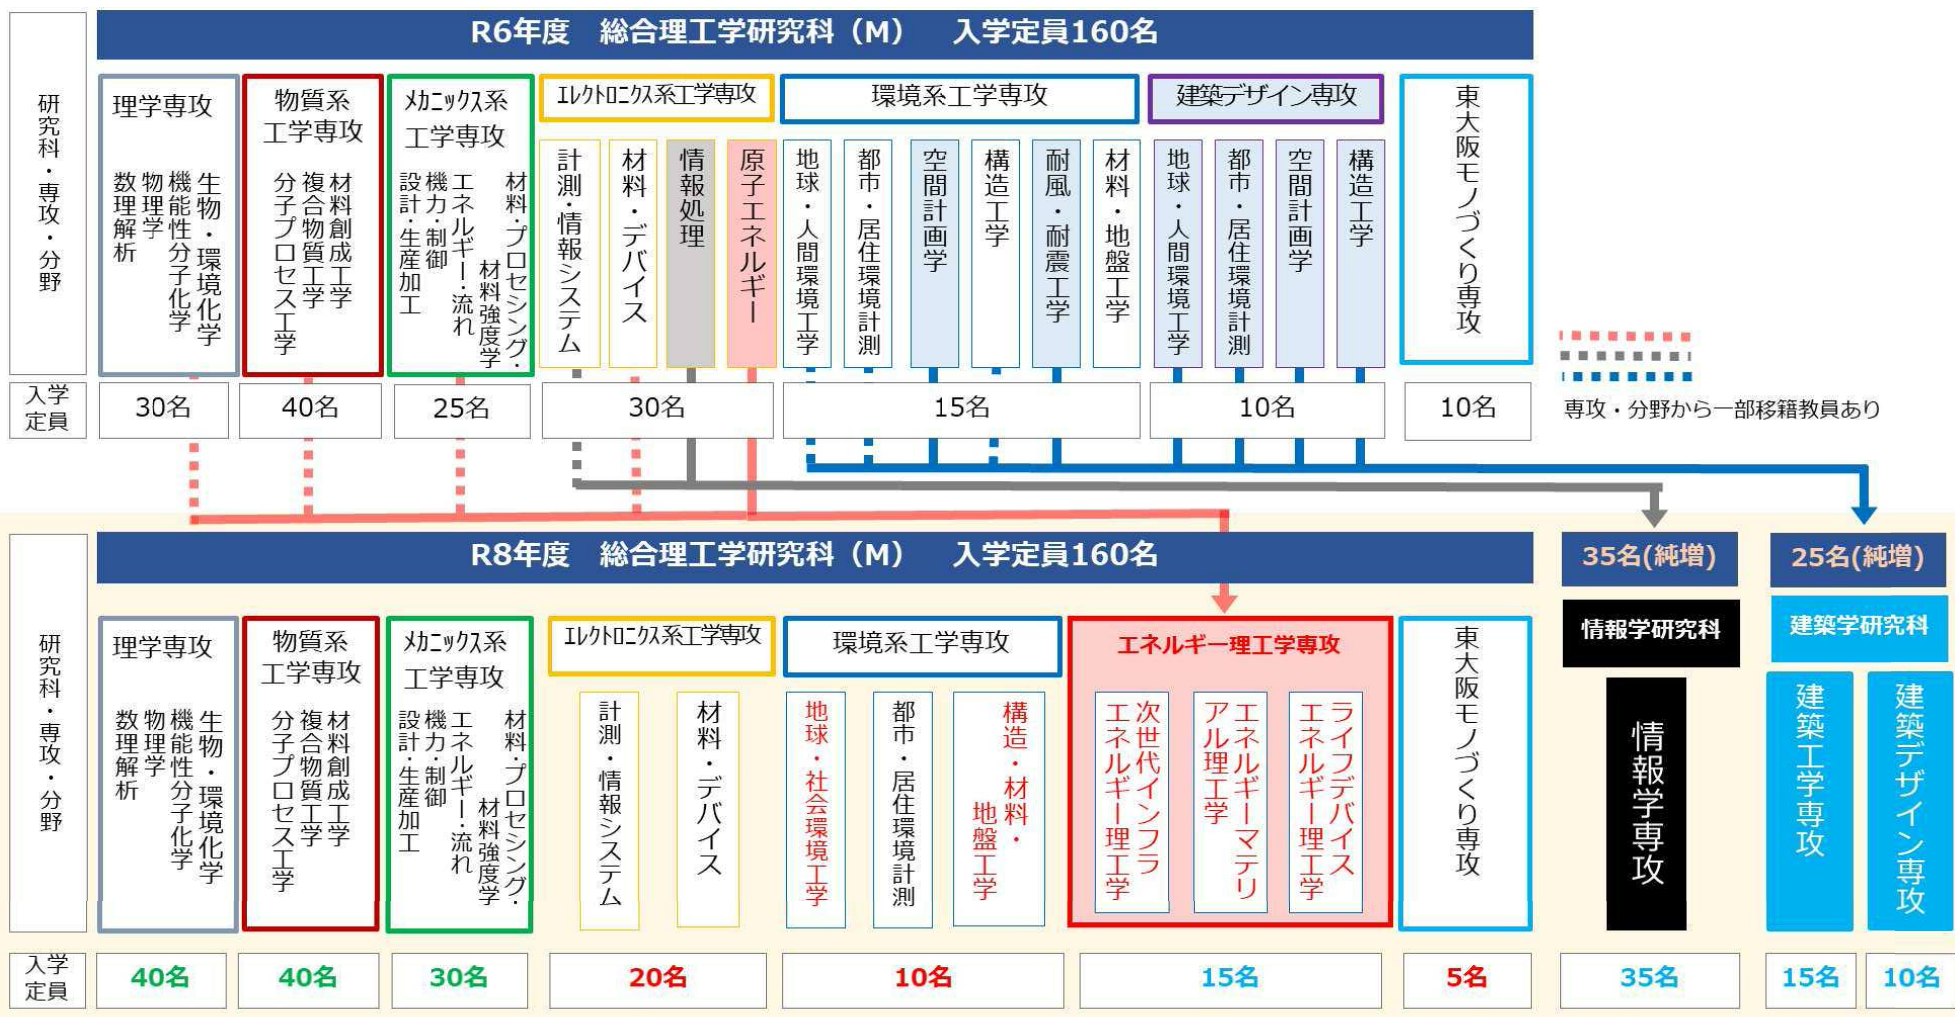 R6年度　総合理工学研究科（M）　入学定員160名
研究科・専攻・分野
理学専攻
生物・環境化学
機能性分子化学
物理学
数理解析
物質系
工学専攻
材料創成工学
複合物質工学
分子プロセス工学
ﾒｶﾆｯｸｽ系
工学専攻
材料・プロセシング・
材料強度学
エネルギー・流れ
機力・制御
設計・生産加工
ｴﾚｸﾄﾛﾆｸｽ系工学専攻
計測・情報システム
材料・デバイス
情報処理
原子エネルギー
環境系工学専攻
地球・人間環境工学
都市・居住環境計測
空間計画学
構造工学
耐風・耐震工学
材料・地盤工学
建築デザイン専攻
地球・人間環境工学
都市・居住環境計測
空間計画学
構造工学
東大阪モノづくり専攻
入学
定員
30名
40名
25名
30名
15名
10名
10名
専攻・分野から一部移籍教員あり
R8年度　総合理工学研究科（M）　入学定員160名
35名(純増)
25名(純増)
研究科・専攻・分野
理学専攻
生物・環境化学
機能性分子化学
物理学
数理解析
物質系
工学専攻
材料創成工学
複合物質工学
分子プロセス工学
ﾒｶﾆｯｸｽ系
工学専攻
材料・プロセシング・
材料強度学
エネルギー・流れ
機力・制御
設計・生産加工
ｴﾚｸﾄﾛﾆｸｽ系工学専攻
計測・情報システム
材料・デバイス
環境系工学専攻
地球・社会環境工学
都市・居住環境計測
構造・材料・
地盤工学
エネルギー理工学専攻
次世代インフラ
エネルギー理工学
エネルギーマテリ
アル理工学
ライフデバイス
エネルギー理工学
東大阪モノづくり専攻
情報学研究科
情報学専攻
建築学研究科
建築工学専攻
建築デザイン専攻
入学
定員
40名
40名
30名
20名
10名
15名
5名
35名
15名
10名